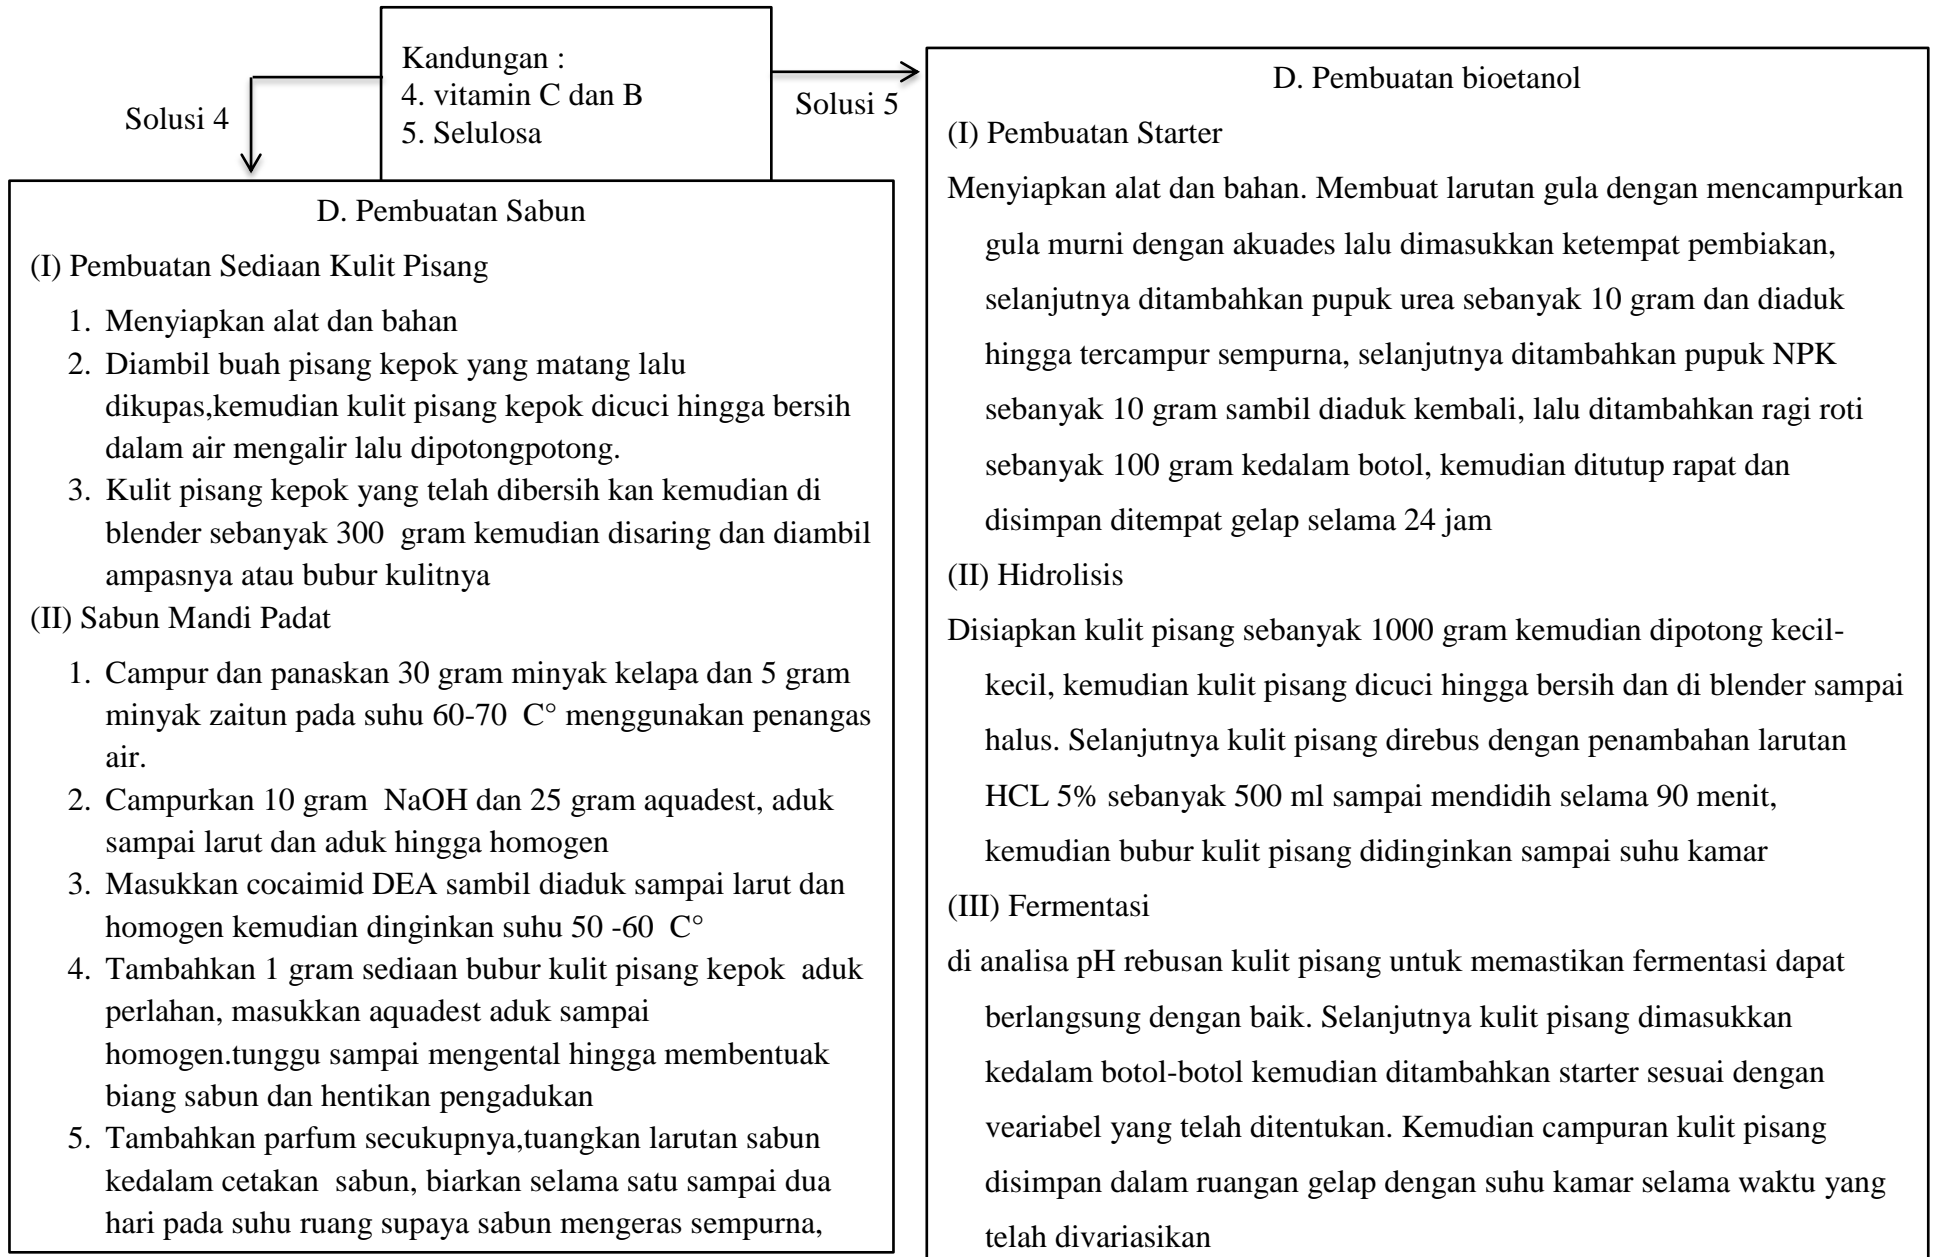 Kandungan :
4. vitamin C dan B
5. Selulosa
Solusi 4
Solusi 5
D. Pembuatan Sabun
(I) Pembuatan Sediaan Kulit Pisang
1. Menyiapkan alat dan bahan
2. Diambil buah pisang kepok yang matang lalu
dikupas,kemudian kulit pisang kepok dicuci hingga bersih
dalam air mengalir lalu dipotongpotong.
3. Kulit pisang kepok yang telah dibersih kan kemudian di
blender sebanyak 300 gram kemudian disaring dan diambil
ampasnya atau bubur kulitnya
(II) Sabun Mandi Padat
1. Campur dan panaskan 30 gram minyak kelapa dan 5 gram
minyak zaitun pada suhu 60-70 C° menggunakan penangas
air.
2. Campurkan 10 gram NaOH dan 25 gram aquadest, aduk
sampai larut dan aduk hingga homogen
3. Masukkan cocaimid DEA sambil diaduk sampai larut dan
homogen kemudian dinginkan suhu 50 -60 C°
4. Tambahkan 1 gram sediaan bubur kulit pisang kepok aduk
perlahan, masukkan aquadest aduk sampai
homogen.tunggu sampai mengental hingga membentuak
biang sabun dan hentikan pengadukan
5. Tambahkan parfum secukupnya,tuangkan larutan sabun
kedalam cetakan sabun, biarkan selama satu sampai dua
hari pada suhu ruang supaya sabun mengeras sempurna,
D. Pembuatan bioetanol
(I) Pembuatan Starter
Menyiapkan alat dan bahan. Membuat larutan gula dengan mencampurkan
gula murni dengan akuades lalu dimasukkan ketempat pembiakan,
selanjutnya ditambahkan pupuk urea sebanyak 10 gram dan diaduk
hingga tercampur sempurna, selanjutnya ditambahkan pupuk NPK
sebanyak 10 gram sambil diaduk kembali, lalu ditambahkan ragi roti
sebanyak 100 gram kedalam botol, kemudian ditutup rapat dan
disimpan ditempat gelap selama 24 jam
(II) Hidrolisis
Disiapkan kulit pisang sebanyak 1000 gram kemudian dipotong kecil-
kecil, kemudian kulit pisang dicuci hingga bersih dan di blender sampai
halus. Selanjutnya kulit pisang direbus dengan penambahan larutan
HCL 5% sebanyak 500 ml sampai mendidih selama 90 menit,
kemudian bubur kulit pisang didinginkan sampai suhu kamar
(III) Fermentasi
di analisa pH rebusan kulit pisang untuk memastikan fermentasi dapat
berlangsung dengan baik. Selanjutnya kulit pisang dimasukkan
kedalam botol-botol kemudian ditambahkan starter sesuai dengan
veariabel yang telah ditentukan. Kemudian campuran kulit pisang
disimpan dalam ruangan gelap dengan suhu kamar selama waktu yang
telah divariasikan